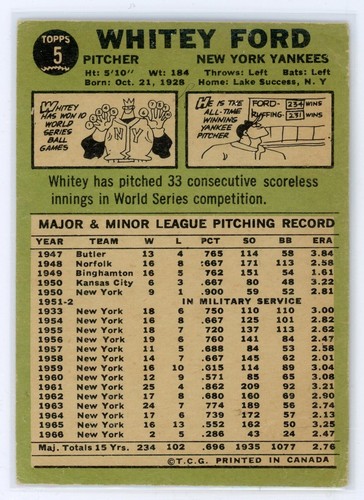 TOPPS
5
WHITEY FORD
PITCHER NEW YORK YANKEES
Ht: 5'10" Wt: 184 Throws: Left Bats: Left
Born: Oct. 21, 1928 Home: Lake Success, N. Y
WHITEY
HAS WON 10
WORLD
SERIES
BALL
GAMES
NY
HE IS THE
ALL-TIME
WINNING
YANKEE
PITCHER
FORD- 234 WINS
RUFFING- 231 WINS
Whitey has pitched 33 consecutive scoreless
innings in World Series competition.
MAJOR & MINOR LEAGUE PITCHING RECORD
YEAR TEAM W L PCT SO BB ERA
1947 Butler 13 4 .765 114 58 3.84
1948 Norfolk 16 8 .667 171 113 2.58
1949 Binghamton 16 5 .762 151 54 1.61
1950 Kansas City 6 3 .667 80 48 3.22
1950 New York 9 1 .900 59 52 2.81
1951-2 IN MILITARY SERVICE
1933 New York 18 6 .750 110 110 3.00
1954 New York 16 8 .667 125 101 2.82
1955 New York 18 7 .720 137 113 2.62
1956 New York 19 6 .760 141 84 2.47
1957 New York 11 5 .688 84 53 2.58
1958 New York 14 7 .667 145 62 2.01
1959 New York 16 10 .615 114 89 3.04
1960 New York 12 9 .571 85 65 3.08
1961 New York 25 4 .862 209 92 3.21
1962 New York 17 8 .680 160 69 2.90
1963 New York 24 7 .774 189 56 2.74
1964 New York 17 6 .739 172 57 2.13
1965 New York 16 13 .552 162 50 3.25
1966 New York 2 5 .286 43 24 2.47
Maj. Totals 15 Yrs. 234 102 .696 1935 1077 2.76
©T.C.G. PRINTED IN CANADA